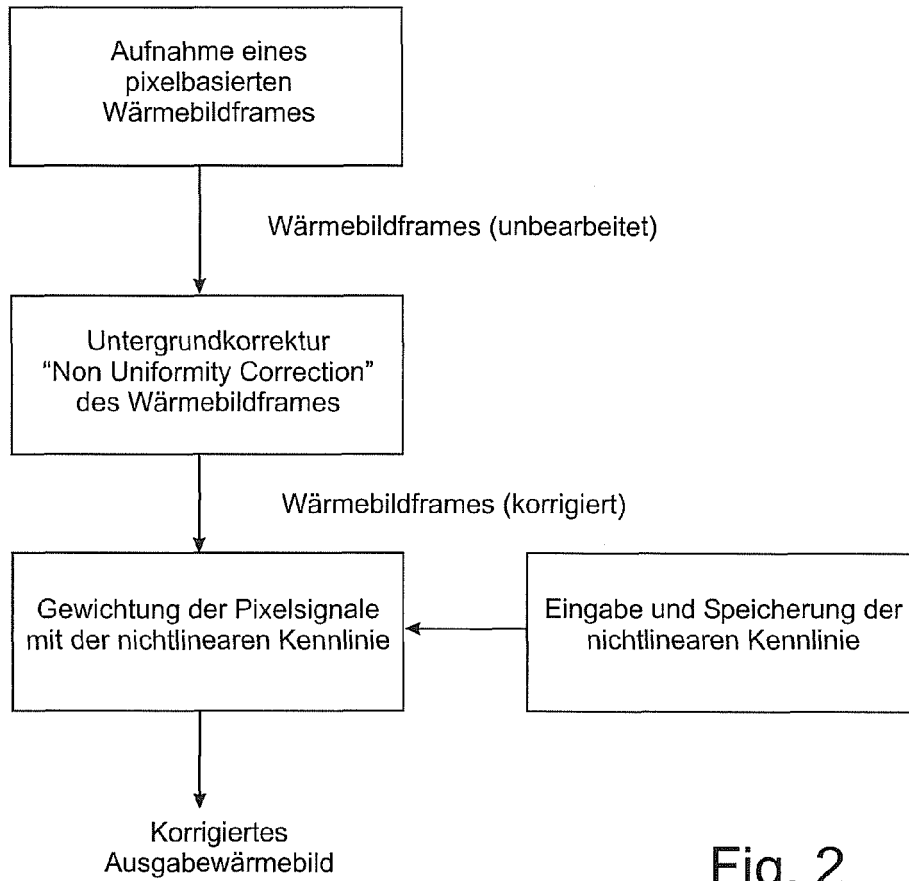 Aufnahme eines
pixelbasierten
Wärmebildframes
Wärmebildframes (unbearbeitet)
Untergrundkorrektur
“Non Uniformity Correction”
des Wärmebildframes
Wärmebildframes (korrigiert)
Gewichtung der Pixelsignale
mit der nichtlinearen Kennlinie
Eingabe und Speicherung der
nichtlinearen Kennlinie
Korrigiertes
Ausgabewärmebild
Fig. 2